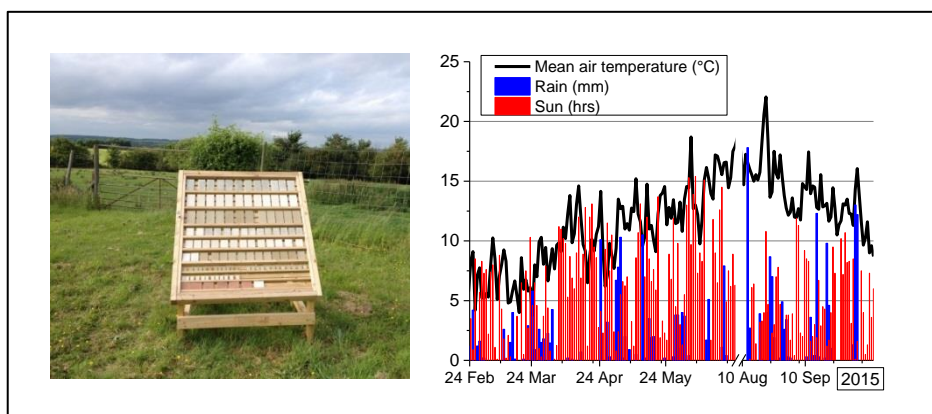 25
20
15
10
5
0
Mean air temperature (°C)
Rain (mm)
Sun (hrs)
24 Feb 24 Mar 24 Apr 24 May 10 Aug 10 Sep 2015